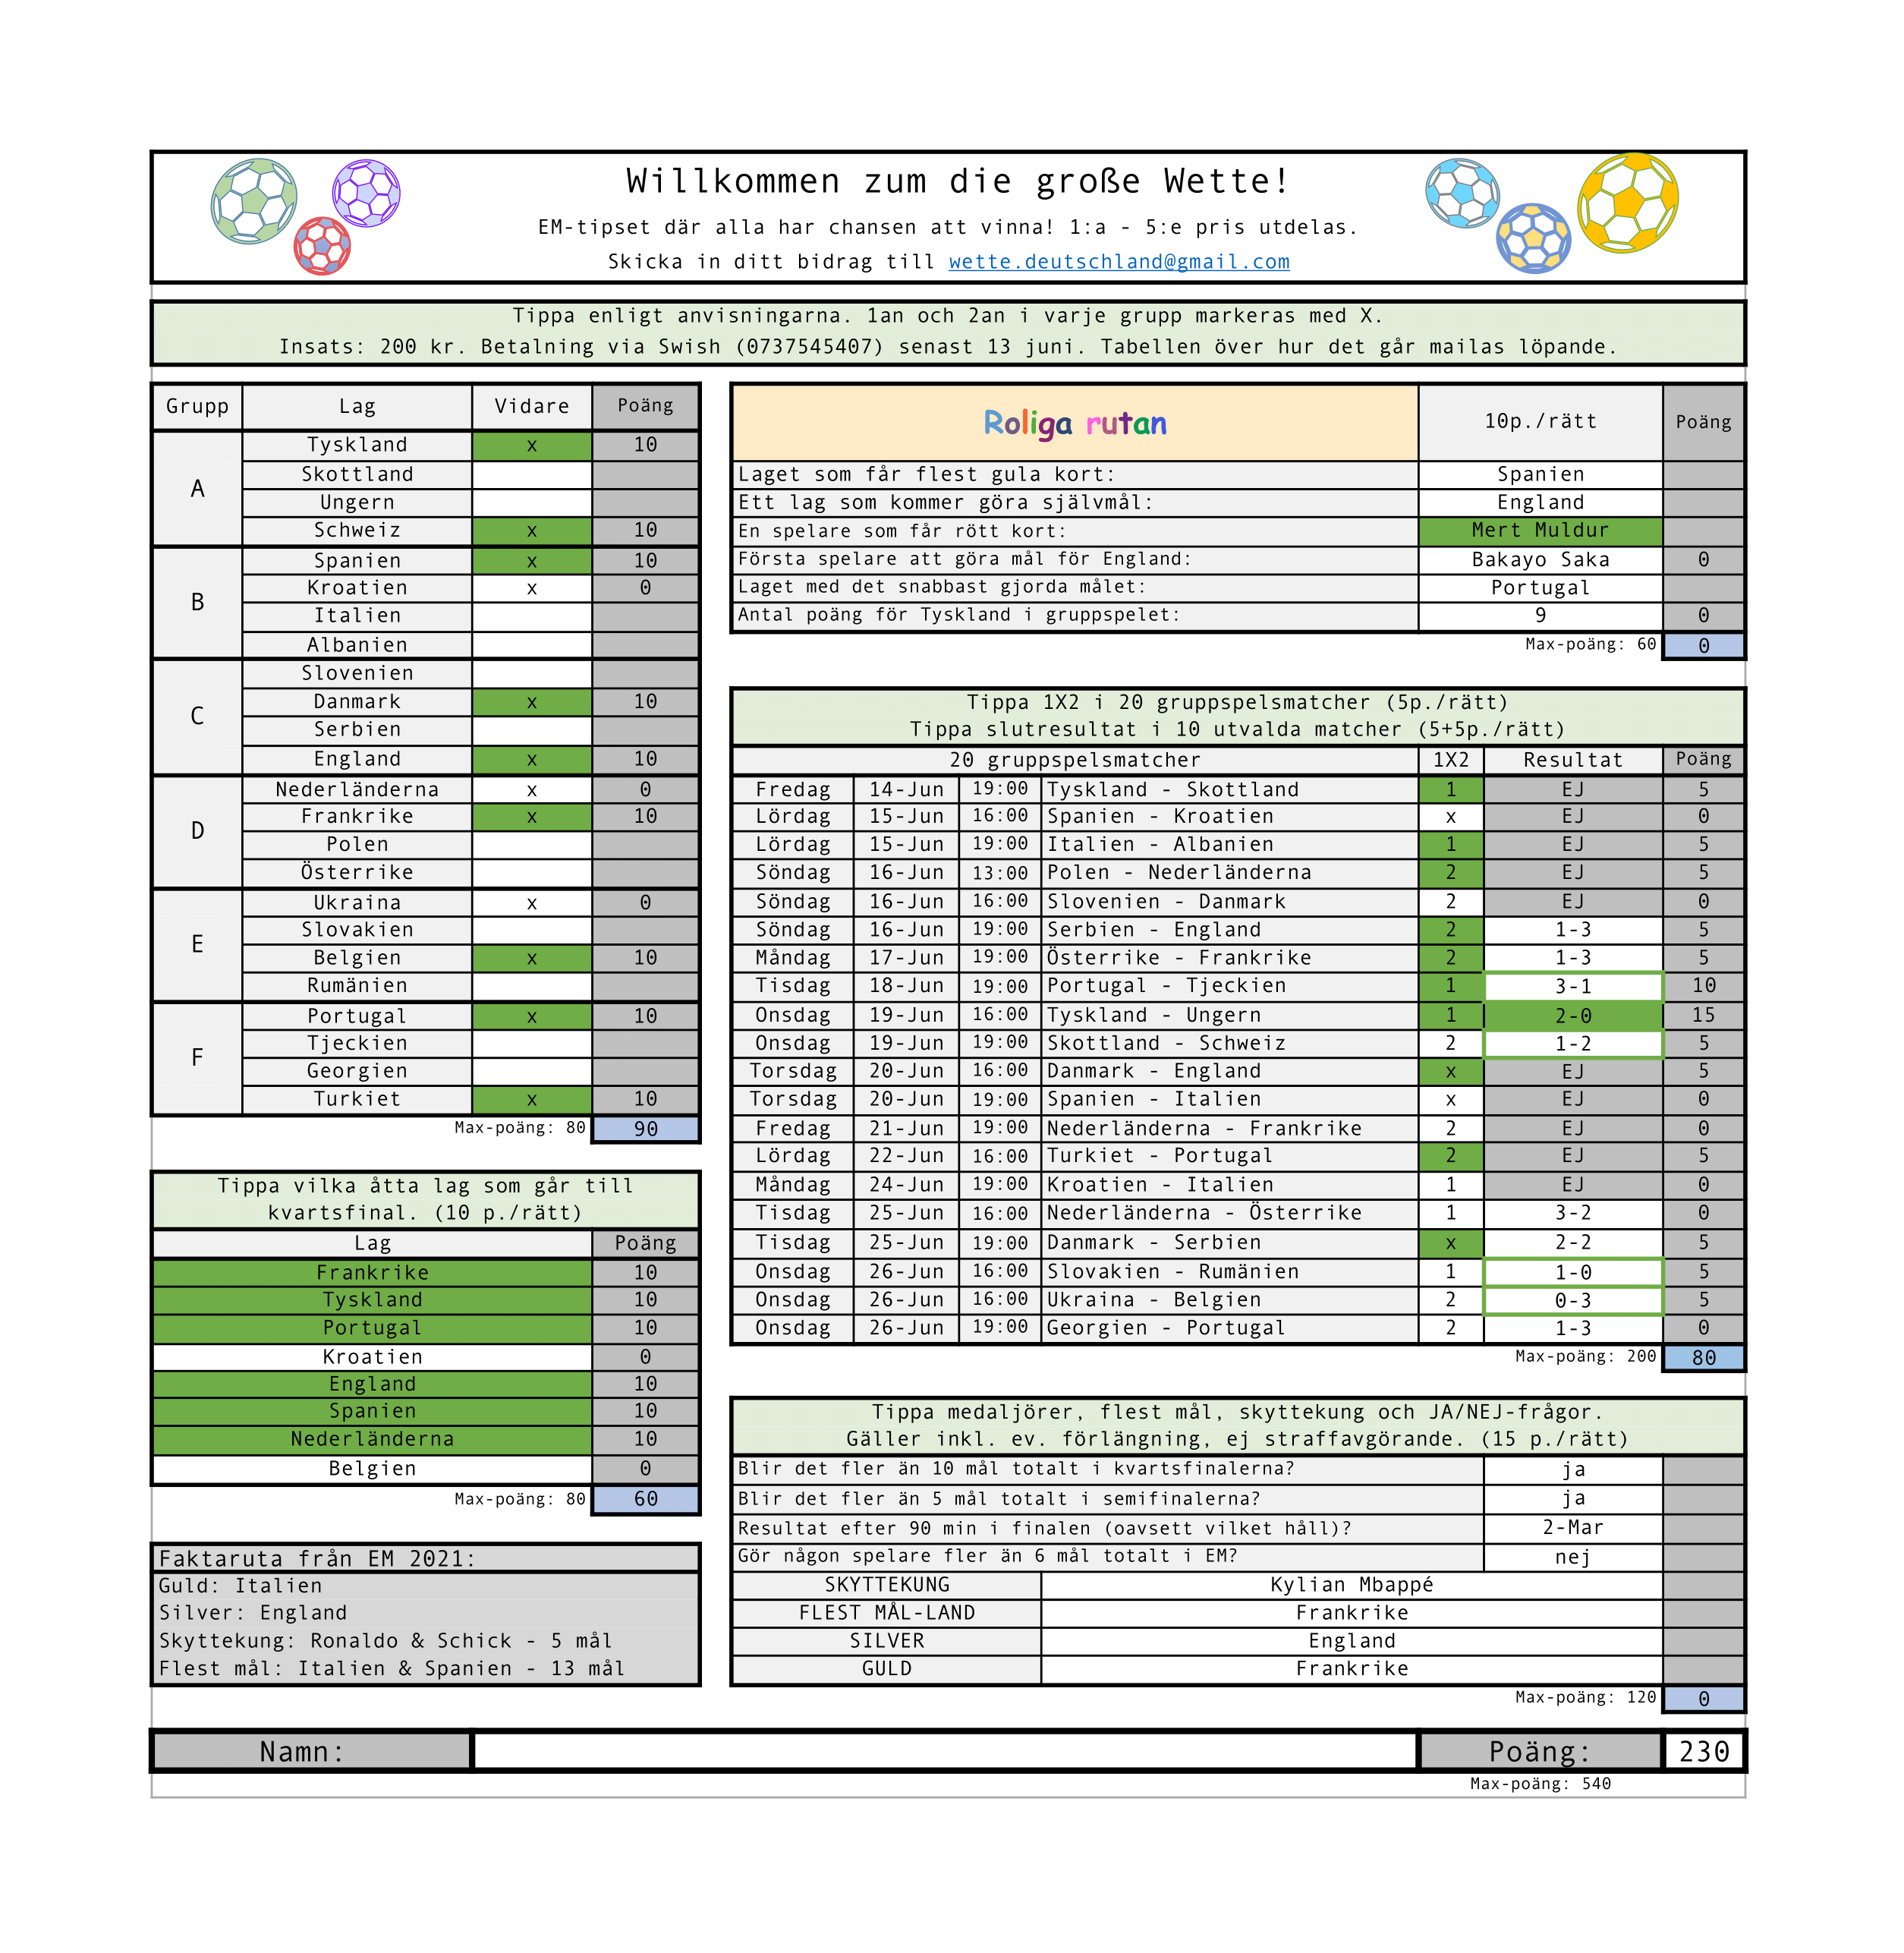 Willkommen zum die große Wette!
EM-tipset där alla har chansen att vinna! 1:a - 5:e pris utdelas.
Skicka in ditt bidrag till wette.deutschland@gmail.com
Tippa enligt anvisningarna. 1an och 2an i varje grupp markeras med X.
Insats: 200 kr. Betalning via Swish (0737545407) senast 13 juni. Tabellen över hur det går mailas löpande.
Grupp Lag Vidare Poäng
A
Tyskland x 10
Skottland
Ungern
Schweiz x 10
B
Spanien x 10
Kroatien x 0
Italien
Albanien
C
Slovenien
Danmark x 10
Serbien
England x 10
D
Nederländerna x 0
Frankrike x 10
Polen
Österrike
E
Ukraina x 0
Slovakien
Belgien x 10
Rumänien
F
Portugal x 10
Tjeckien
Georgien
Turkiet x 10
Max-poäng: 80 90
Tippa vilka åtta lag som går till
kvartsfinal. (10 p./rätt)
Lag Poäng
Frankrike 10
Tyskland 10
Portugal 10
Kroatien 0
England 10
Spanien 10
Nederländerna 10
Belgien 0
Max-poäng: 80 60
Faktaruta från EM 2021:
Guld: Italien
Silver: England
Skyttekung: Ronaldo & Schick - 5 mål
Flest mål: Italien & Spanien - 13 mål
Roliga rutan 10p./rätt Poäng
Laget som får flest gula kort: Spanien
Ett lag som kommer göra självmål: England
En spelare som får rött kort: Mert Muldur
Första spelare att göra mål för England: Bakayo Saka 0
Laget med det snabbast gjorda målet: Portugal
Antal poäng för Tyskland i gruppspelet: 9 0
Max-poäng: 60 0
Tippa 1X2 i 20 gruppspelsmatcher (5p./rätt)
Tippa slutresultat i 10 utvalda matcher (5+5p./rätt)
20 gruppspelsmatcher 1X2 Resultat Poäng
Fredag 14-Jun 19:00 Tyskland - Skottland 1 EJ 5
Lördag 15-Jun 16:00 Spanien - Kroatien x EJ 0
Lördag 15-Jun 19:00 Italien - Albanien 1 EJ 5
Söndag 16-Jun 13:00 Polen - Nederländerna 2 EJ 5
Söndag 16-Jun 16:00 Slovenien - Danmark 2 EJ 0
Söndag 16-Jun 19:00 Serbien - England 2 1-3 5
Måndag 17-Jun 19:00 Österrike - Frankrike 2 1-3 5
Tisdag 18-Jun 19:00 Portugal - Tjeckien 1 3-1 10
Onsdag 19-Jun 16:00 Tyskland - Ungern 1 2-0 15
Onsdag 19-Jun 19:00 Skottland - Schweiz 2 1-2 5
Torsdag 20-Jun 16:00 Danmark - England x EJ 5
Torsdag 20-Jun 19:00 Spanien - Italien x EJ 0
Fredag 21-Jun 19:00 Nederländerna - Frankrike 2 EJ 0
Lördag 22-Jun 16:00 Turkiet - Portugal 2 EJ 5
Måndag 24-Jun 19:00 Kroatien - Italien 1 EJ 0
Tisdag 25-Jun 16:00 Nederländerna - Österrike 1 3-2 0
Tisdag 25-Jun 19:00 Danmark - Serbien x 2-2 5
Onsdag 26-Jun 16:00 Slovakien - Rumänien 1 1-0 5
Onsdag 26-Jun 16:00 Ukraina - Belgien 2 0-3 5
Onsdag 26-Jun 19:00 Georgien - Portugal 2 1-3 0
Max-poäng: 200 80
Tippa medaljörer, flest mål, skyttekung och JA/NEJ-frågor.
Gäller inkl. ev. förlängning, ej straffavgörande. (15 p./rätt)
Blir det fler än 10 mål totalt i kvartsfinalerna? ja
Blir det fler än 5 mål totalt i semifinalerna? ja
Resultat efter 90 min i finalen (oavsett vilket håll)? 2-Mar
Gör någon spelare fler än 6 mål totalt i EM? nej
SKYTTEKUNG Kylian Mbappé
FLEST MÅL-LAND Frankrike
SILVER England
GULD Frankrike
Max-poäng: 120 0
Namn: Poäng: 230
Max-poäng: 540